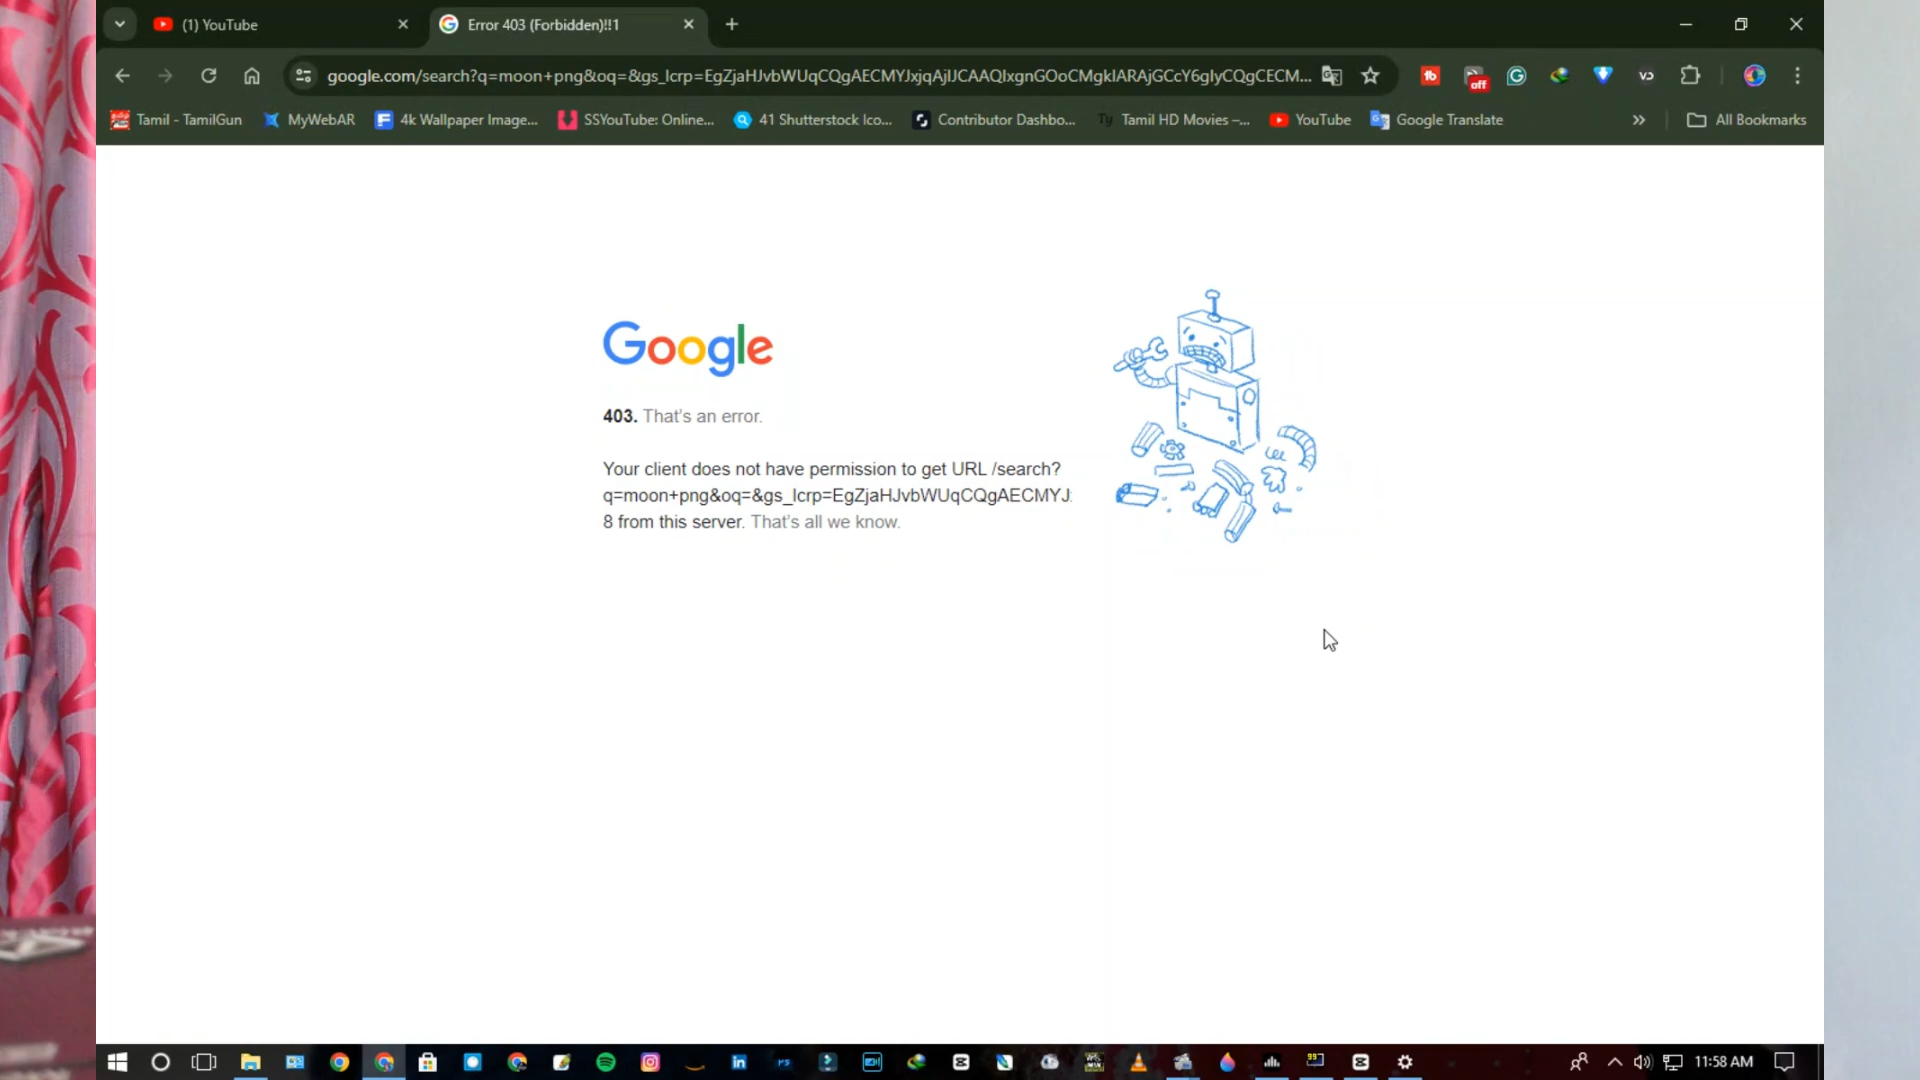 (1) YouTube
Error 403 (Forbidden)!!1
google.com/search?q=moon+png&oq=&gs_lcrp=EgZjaHJvbWUqCQgAECMYJxjqAjIJCAAQIxgnGOoCMgkIARAjGCcY6gIyCQgCECM...
off
Tamil - TamilGun
MyWebAR
4k Wallpaper Image...
SSYouTube: Online...
41 Shutterstock Ico...
Contributor Dashbo...
Tamil HD Movies –...
YouTube
Google Translate
All Bookmarks
Google
403. That's an error.
Your client does not have permission to get URL /search?
q=moon+png&oq=&gs_lcrp=EgZjaHJvbWUqCQgAECMYJ
8 from this server. That's all we know.
11:58 AM